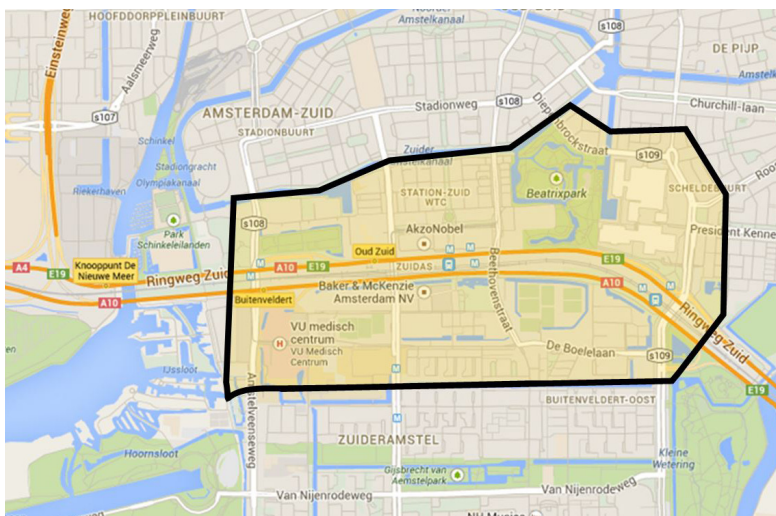 HOOFDDORPPLEINBUURT
Amstelkanaal
s108
DE PIJP
Einsteinweg
Aalsmeerweg
s107
AMSTERDAM-ZUID
STADIONBUURT
Stadionweg
s108
Churchill-laan
Schinkel
Stadiongracht
Olympiakanaal
Riekerhaven
Zuider
Amstelkanaal
Diepenbrockstraat
s109
STATION-ZUID
WTC
Beatrixpark
SCHELDEBUURT
Park
Schinkeleilanden
s108
AkzoNobel
President Kenne
Oud Zuid
A4
E19
Knooppunt De
Nieuwe Meer
Ringweg Zuid
A10
E19
ZUIDAS
E19
A10
A10
Buitenveldert
Baker & McKenzie
Amsterdam NV
Beethovenstraat
Ringweg-Zuid
VU medisch
centrum
VU Medisch
Centrum
De Boelelaan
s109
IJsloot
E19
Amstelveenseweg
BUITENVELDERT-OOST
ZUIDERAMSTEL
Hoornsloot
Gijsbrecht van
Aemstelpark
Kleine
Wetering
Van Nijenrodeweg
Van Nijenrodeweg